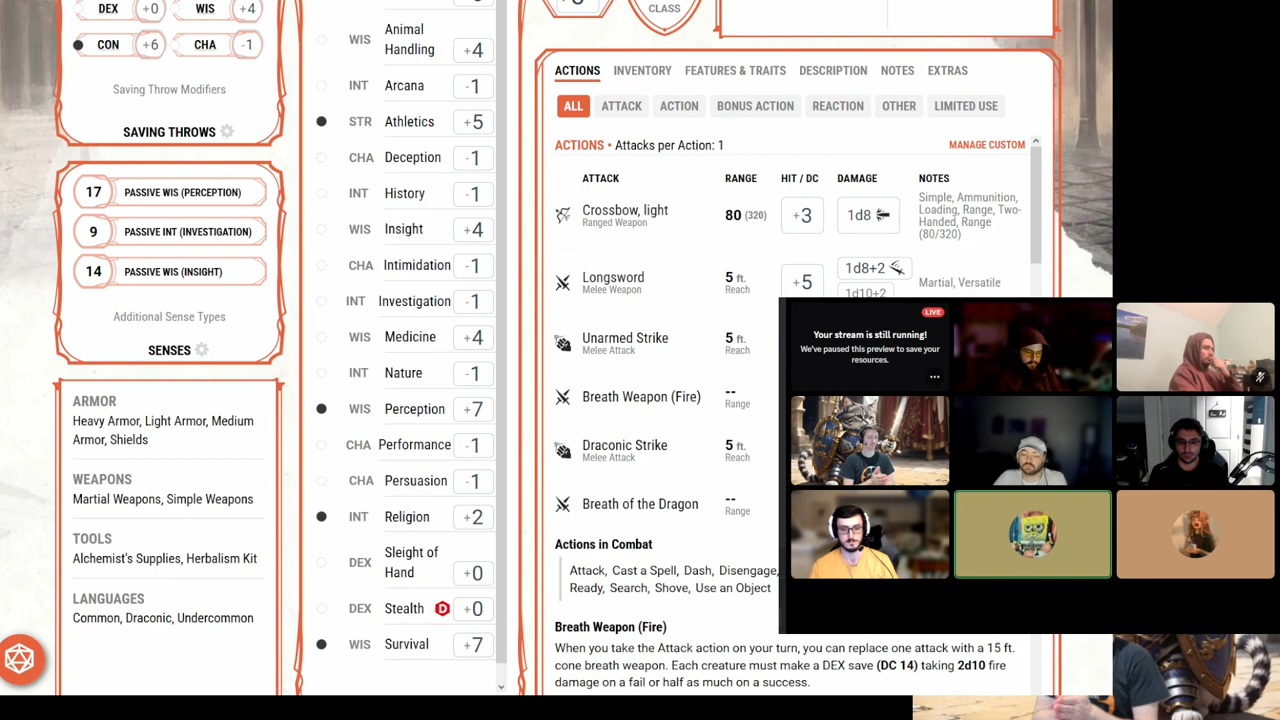 DEX +0 WIS +4
CON +6 CHA -1
Saving Throw Modifiers
SAVING THROWS
17 PASSIVE WIS (PERCEPTION)
9 PASSIVE INT (INVESTIGATION)
14 PASSIVE WIS (INSIGHT)
Additional Sense Types
SENSES
ARMOR
Heavy Armor, Light Armor, Medium
Armor, Shields
WEAPONS
Martial Weapons, Simple Weapons
TOOLS
Alchemist's Supplies, Herbalism Kit
LANGUAGES
Common, Draconic, Undercommon
WIS Animal
Handling +4
INT Arcana -1
STR Athletics +5
CHA Deception -1
INT History -1
WIS Insight +4
CHA Intimidation -1
INT Investigation -1
WIS Medicine +4
INT Nature -1
WIS Perception +7
CHA Performance -1
CHA Persuasion -1
INT Religion +2
DEX Sleight of
Hand +0
DEX Stealth D +0
WIS Survival +7
CLASS
ACTIONS INVENTORY FEATURES & TRAITS DESCRIPTION NOTES EXTRAS
ALL ATTACK ACTION BONUS ACTION REACTION OTHER LIMITED USE
ACTIONS • Attacks per Action: 1 MANAGE CUSTOM
ATTACK RANGE HIT / DC DAMAGE NOTES
Crossbow, light 80 (320) +3 1d8
Ranged Weapon
Simple, Ammunition,
Loading, Range, Two-
Handed, Range
(80/320)
Longsword 5 ft. +5 1d8+2
Melee Weapon Reach 1d10+2
Martial, Versatile
Unarmed Strike 5 ft.
Melee Attack Reach
Breath Weapon (Fire) --
Range
Draconic Strike 5 ft.
Melee Attack Reach
Breath of the Dragon --
Range
Actions in Combat
Attack, Cast a Spell, Dash, Disengage,
Ready, Search, Shove, Use an Object
Breath Weapon (Fire)
When you take the Attack action on your turn, you can replace one attack with a 15 ft.
cone breath weapon. Each creature must make a DEX save (DC 14) taking 2d10 fire
damage on a fail or half as much on a success.
LIVE
Your stream is still running!
We've paused this preview to save your
resources.